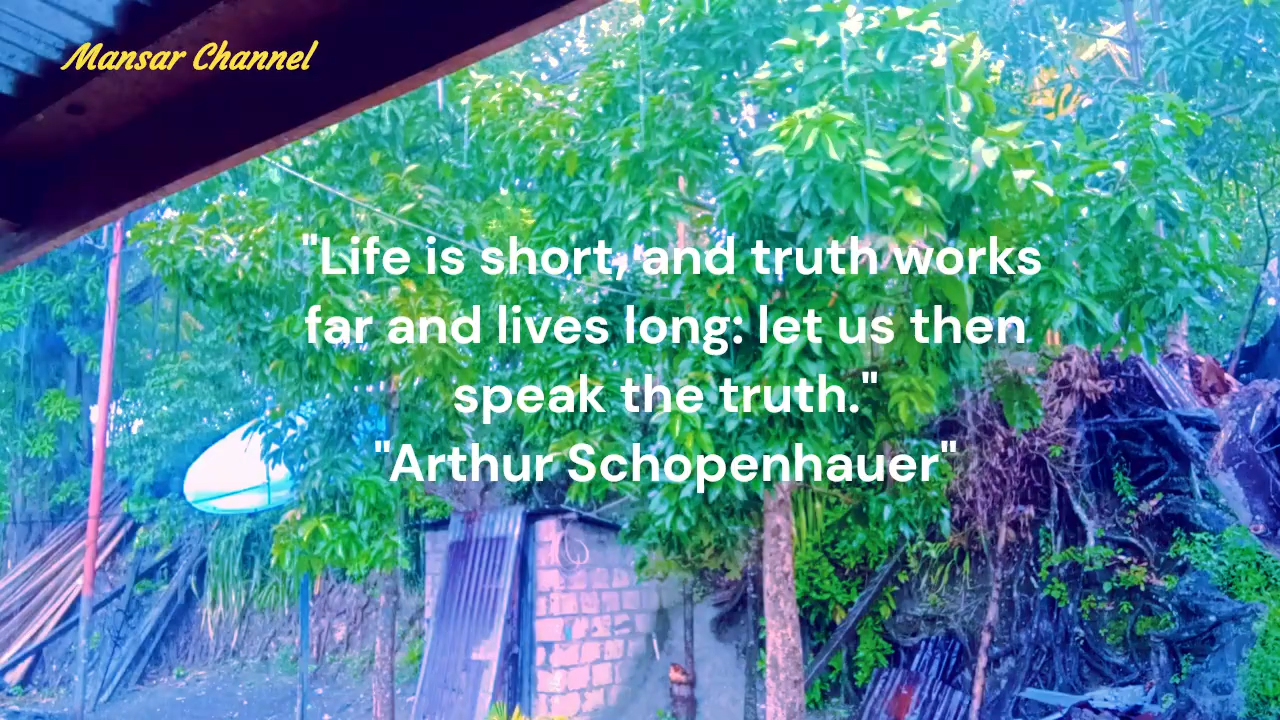 Mansar Channel
"Life is short, and truth works
far and lives long: let us then
speak the truth."
"Arthur Schopenhauer"